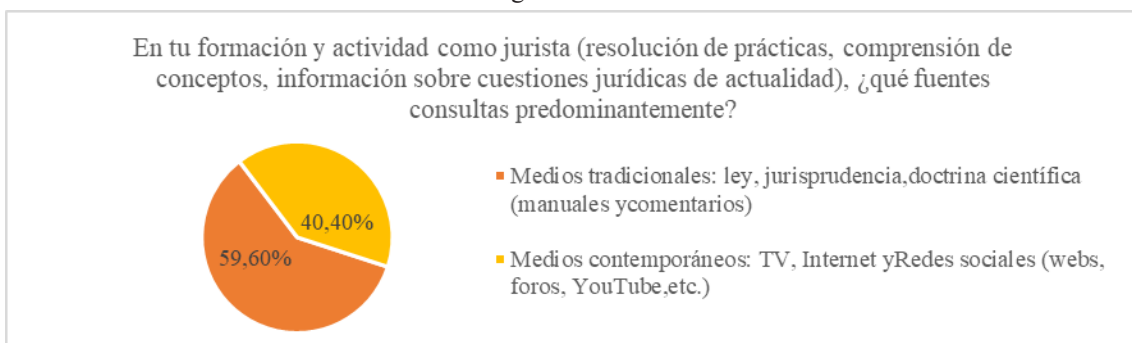 En tu formación y actividad como jurista (resolución de prácticas, comprensión de
conceptos, información sobre cuestiones jurídicas de actualidad), ¿qué fuentes
consultas predominantemente?
40,40%
59,60%
Medios tradicionales: ley, jurisprudencia,doctrina científica
(manuales ycomentarios)
Medios contemporáneos: TV, Internet yRedes sociales (webs,
foros, YouTube,etc.)